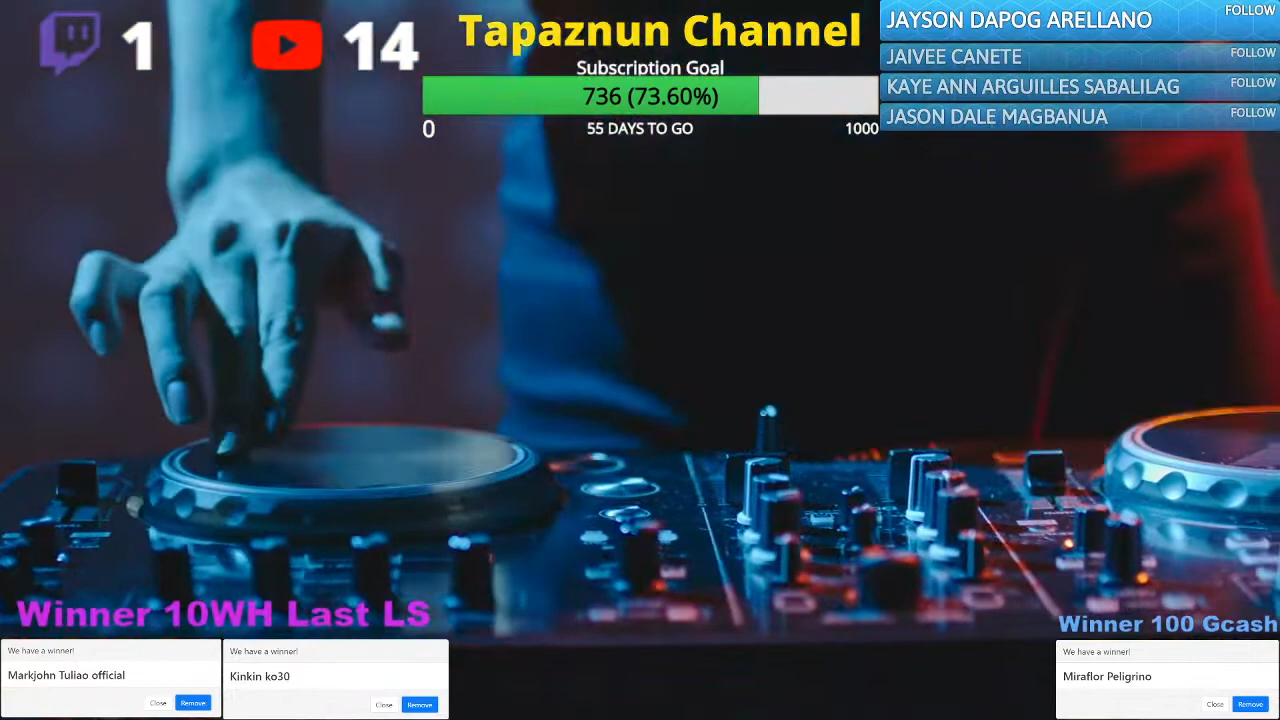 1
14
Tapaznun Channel
Subscription Goal
736 (73.60%)
0
55 DAYS TO GO
1000
JAYSON DAPOG ARELLANO FOLLOW
JAIVEE CANETE FOLLOW
KAYE ANN ARGUILLES SABALILAG FOLLOW
JASON DALE MAGBANUA FOLLOW
Winner 10WH Last LS
We have a winner!
Markjohn Tuliao official
Close Remove
We have a winner!
Kinkin ko30
Close Remove
Winner 100 Gcash
We have a winner!
Miraflor Peligrino
Close Remove